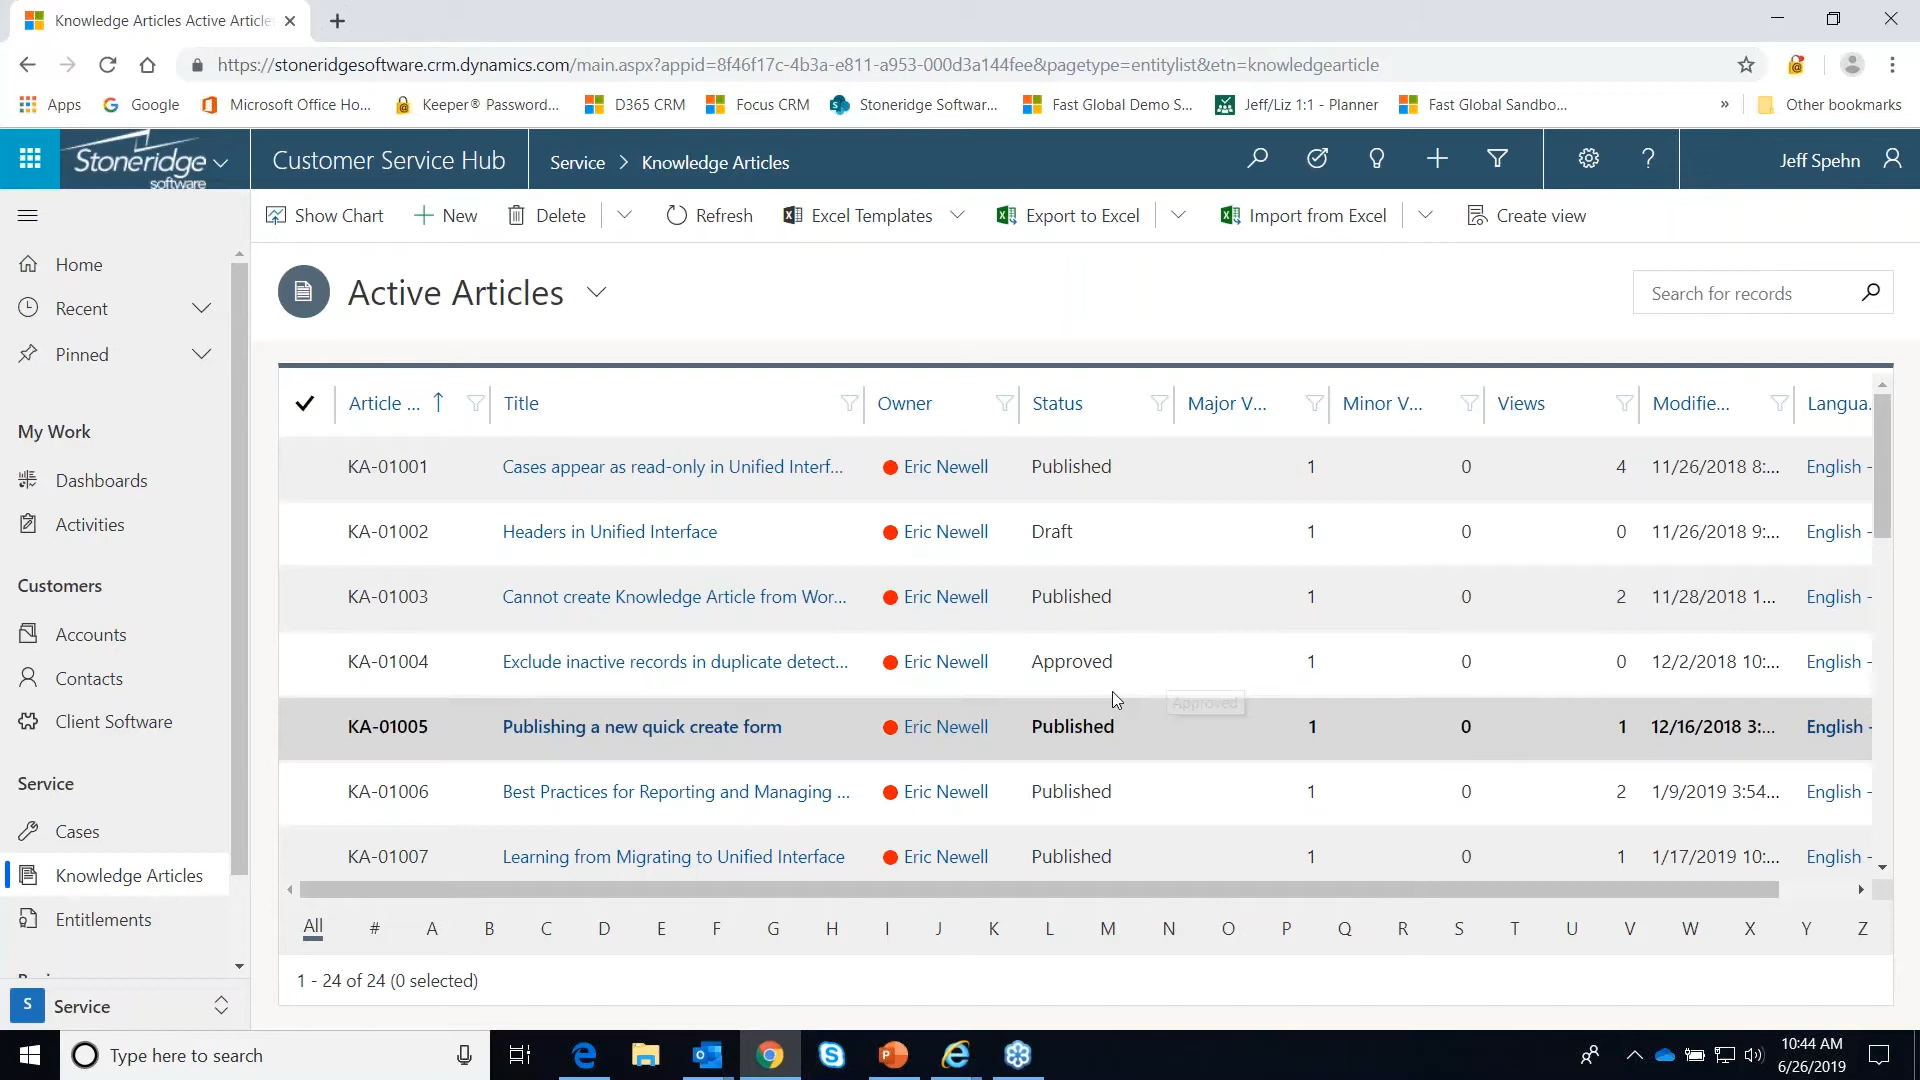 Knowledge Articles Active Article
https://stoneridgesoftware.crm.dynamics.com/main.aspx?appid=8f46f17c-4b3a-e811-a953-000d3a144fee&pagetype=entitylist&etn=knowledgearticle
Apps Google Microsoft Office Ho... Keeper® Password... D365 CRM Focus CRM Stoneridge Softwar... Fast Global Demo S... Jeff/Liz 1:1 - Planner Fast Global Sandbo... » Other bookmarks
Stoneridge software Customer Service Hub Service > Knowledge Articles ? Jeff Spehn
Show Chart New Delete Refresh Excel Templates Export to Excel Import from Excel Create view
Home
Recent
Pinned
My Work
Dashboards
Activities
Customers
Accounts
Contacts
Client Software
Service
Cases
Knowledge Articles
Entitlements
S Service
Active Articles
Search for records
Article ... ↑ Title Owner Status Major V... Minor V... Views Modifie... Langua.
KA-01001 Cases appear as read-only in Unified Interf... Eric Newell Published 1 0 4 11/26/2018 8:... English -
KA-01002 Headers in Unified Interface Eric Newell Draft 1 0 0 11/26/2018 9:... English -
KA-01003 Cannot create Knowledge Article from Wor... Eric Newell Published 1 0 2 11/28/2018 1... English -
KA-01004 Exclude inactive records in duplicate detect... Eric Newell Approved 1 0 0 12/2/2018 10:... English -
Approved
KA-01005 Publishing a new quick create form Eric Newell Published 1 0 1 12/16/2018 3:... English -
KA-01006 Best Practices for Reporting and Managing ... Eric Newell Published 1 0 2 1/9/2019 3:54... English -
KA-01007 Learning from Migrating to Unified Interface Eric Newell Published 1 0 1 1/17/2019 10:... English -
All # A B C D E F G H I J K L M N O P Q R S T U V W X Y Z
1 - 24 of 24 (0 selected)
Type here to search
10:44 AM
6/26/2019